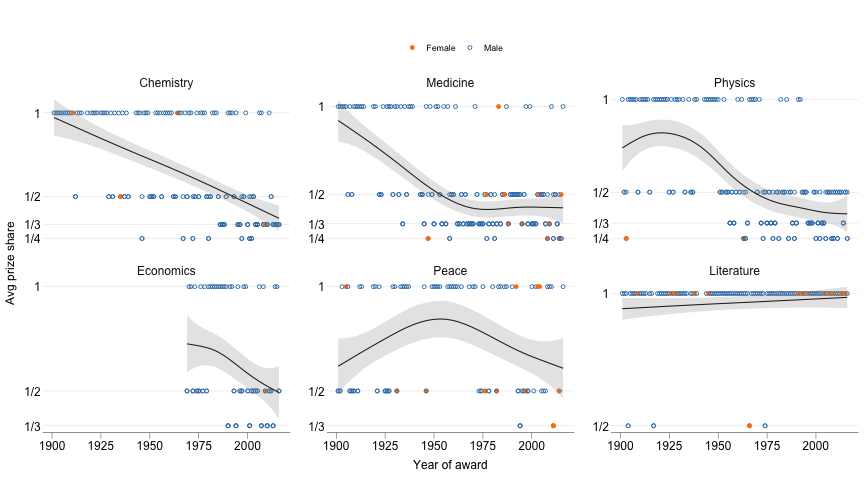 Female Male
Chemistry Medicine Physics
1 1 1
1/2 1/2 1/2
1/3 1/3 1/3
1/4 1/4 1/4
Avg prize share
Economics Peace Literature
1 1 1
1/2 1/2
1/3 1/3 1/2
1900 1925 1950 1975 2000 1900 1925 1950 1975 2000 1900 1925 1950 1975 2000
Year of award